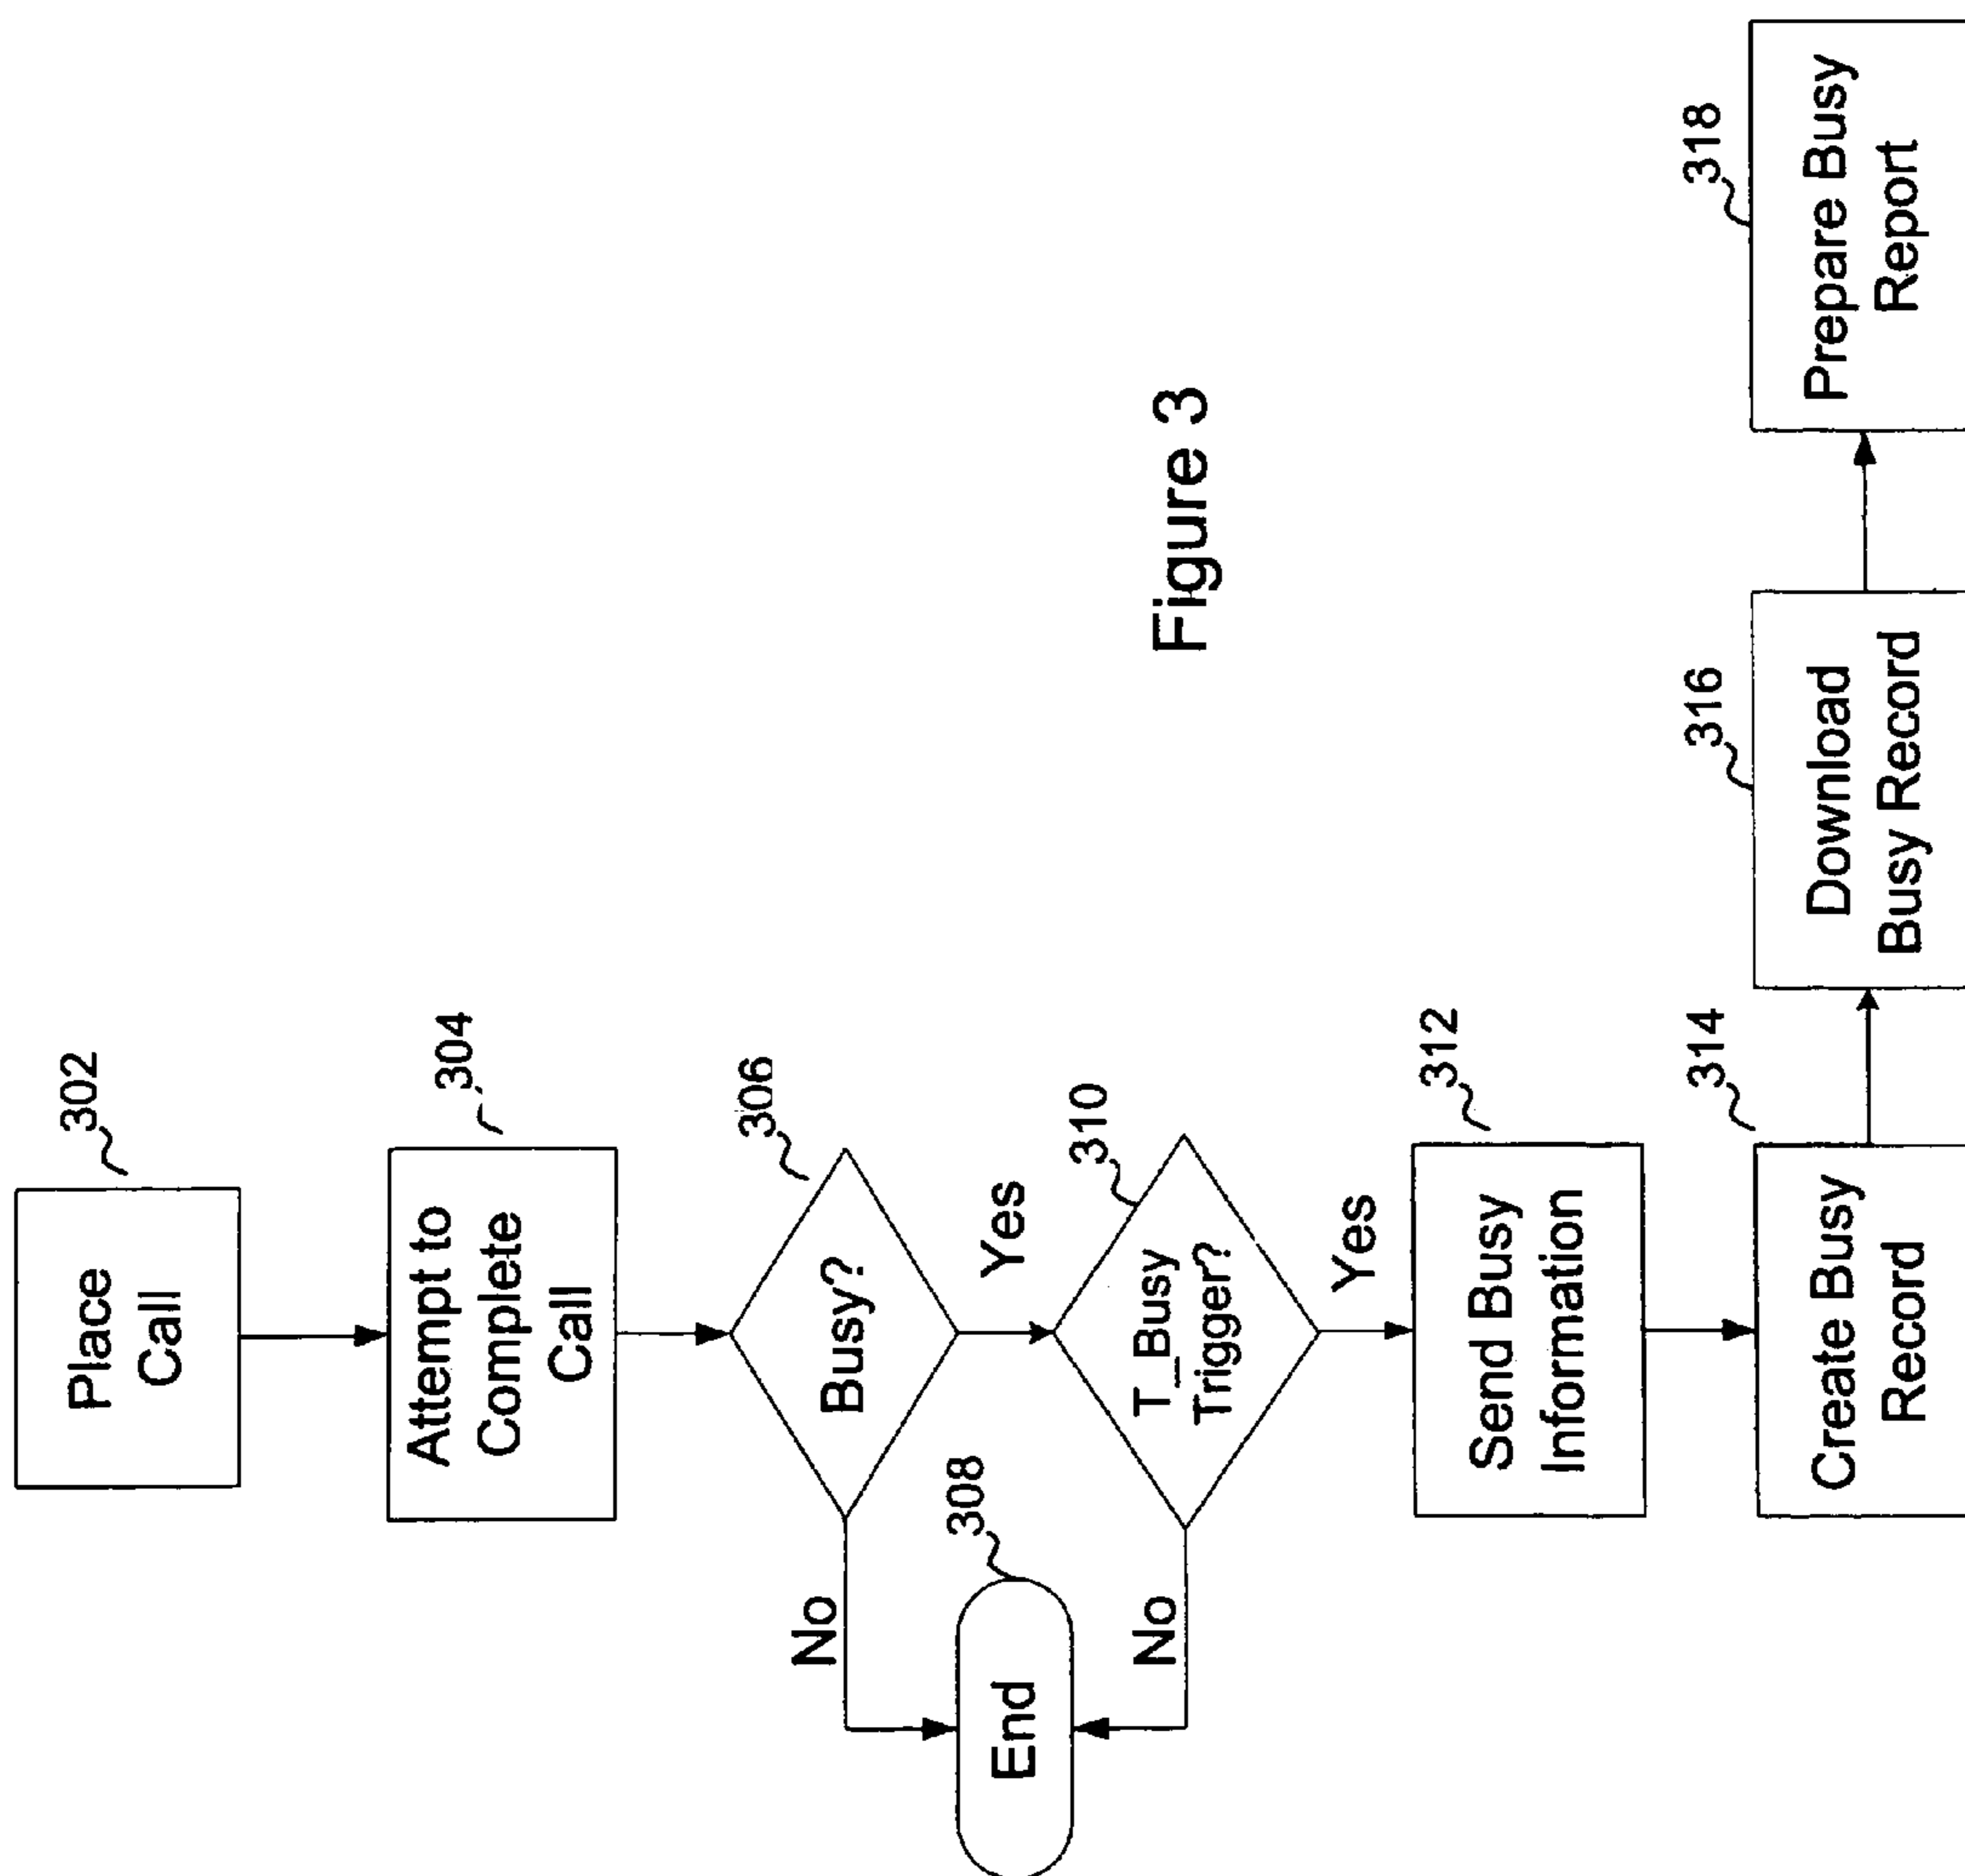 302
Place
Call
304
Attempt to
Complete
Call
306
Busy?
No
Yes
308
End
310
T_Busy
Trigger?
No
Yes
312
Send Busy
Information
314
Create Busy
Record
316
Download
Busy Record
318
Prepare Busy
Report
Figure 3